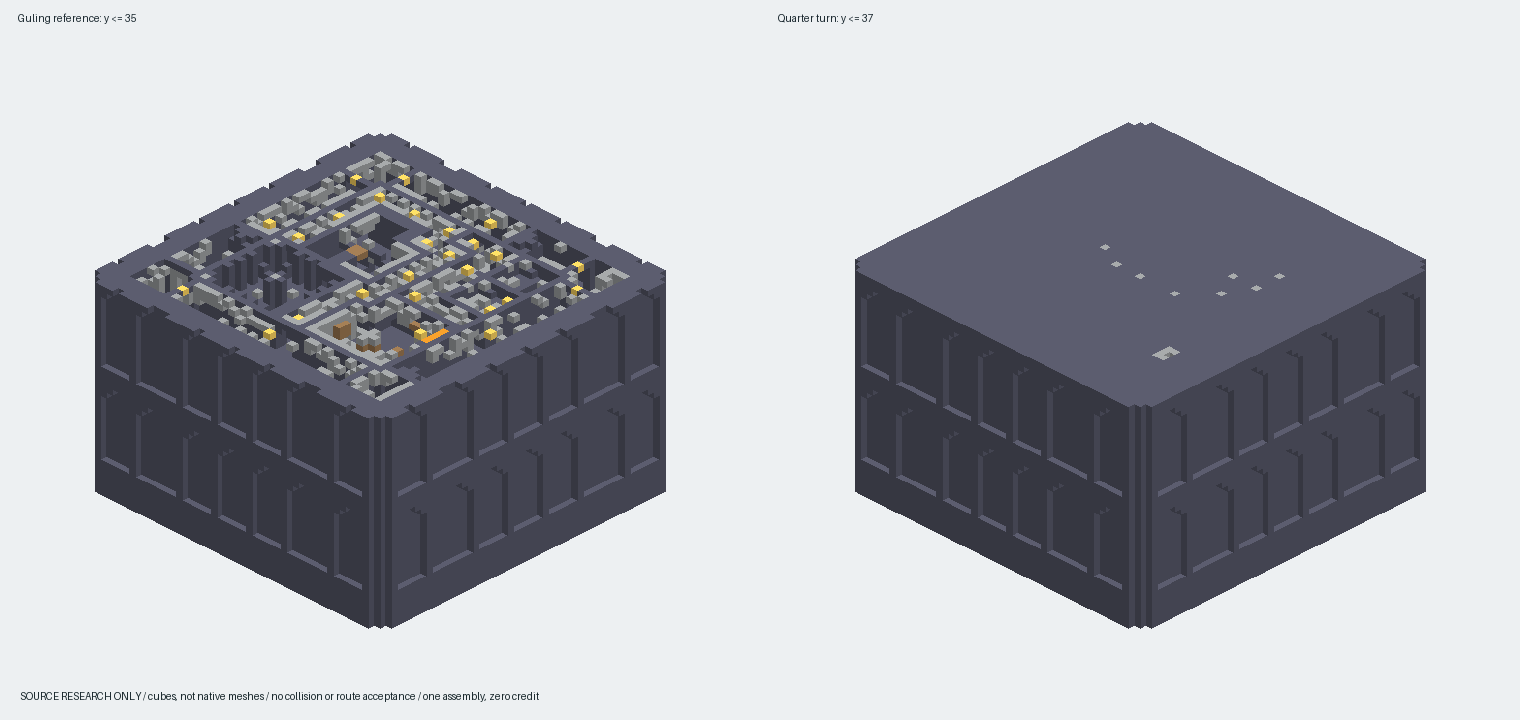 Guling reference: y <= 35
Quarter turn: y <= 37
SOURCE RESEARCH ONLY / cubes, not native meshes / no collision or route acceptance / one assembly, zero credit